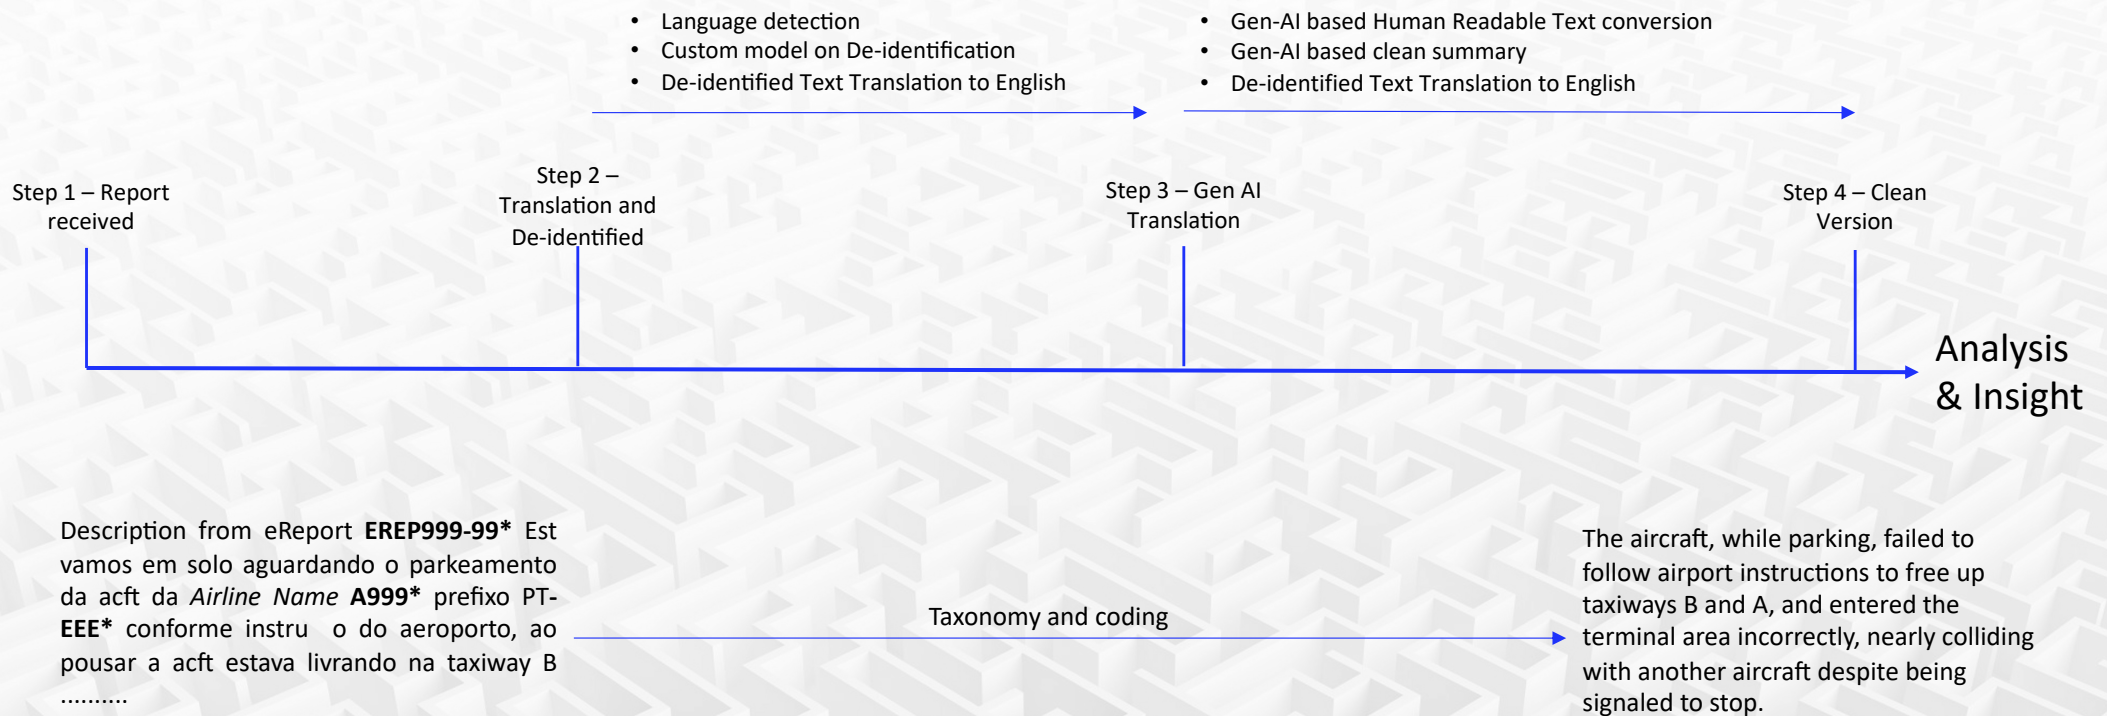 • Language detection
• Custom model on De-identification
• De-identified Text Translation to English
• Gen-AI based Human Readable Text conversion
• Gen-AI based clean summary
• De-identified Text Translation to English
Step 1 – Report
received
Step 2 –
Translation and
De-identified
Step 3 – Gen AI
Translation
Step 4 – Clean
Version
Analysis
& Insight
Description from eReport EREP999-99* Est
vamos em solo aguardando o parkeamento
da acft da Airline Name A999* prefixo PT-
EEE* conforme instru o do aeroporto, ao
pousar a acft estava livrando na taxiway B
..........
Taxonomy and coding
The aircraft, while parking, failed to
follow airport instructions to free up
taxiways B and A, and entered the
terminal area incorrectly, nearly colliding
with another aircraft despite being
signaled to stop.